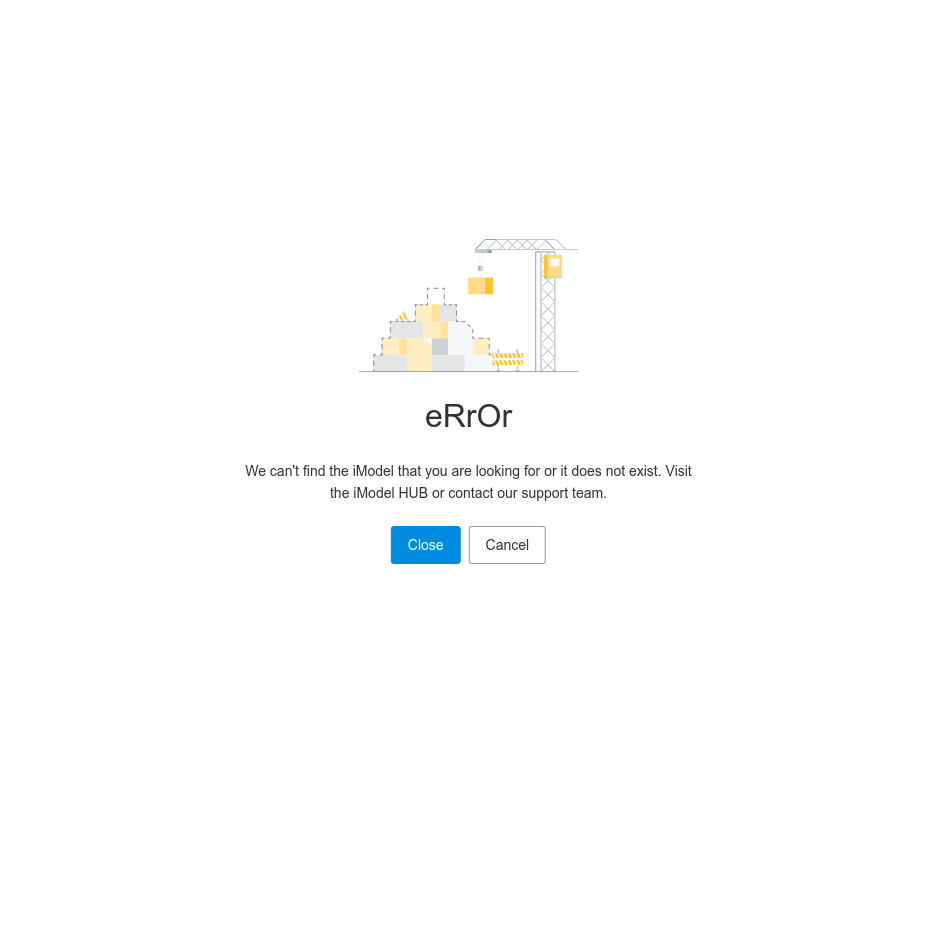 eRrOr
We can't find the iModel that you are looking for or it does not exist. Visit
the iModel HUB or contact our support team.
Close
Cancel